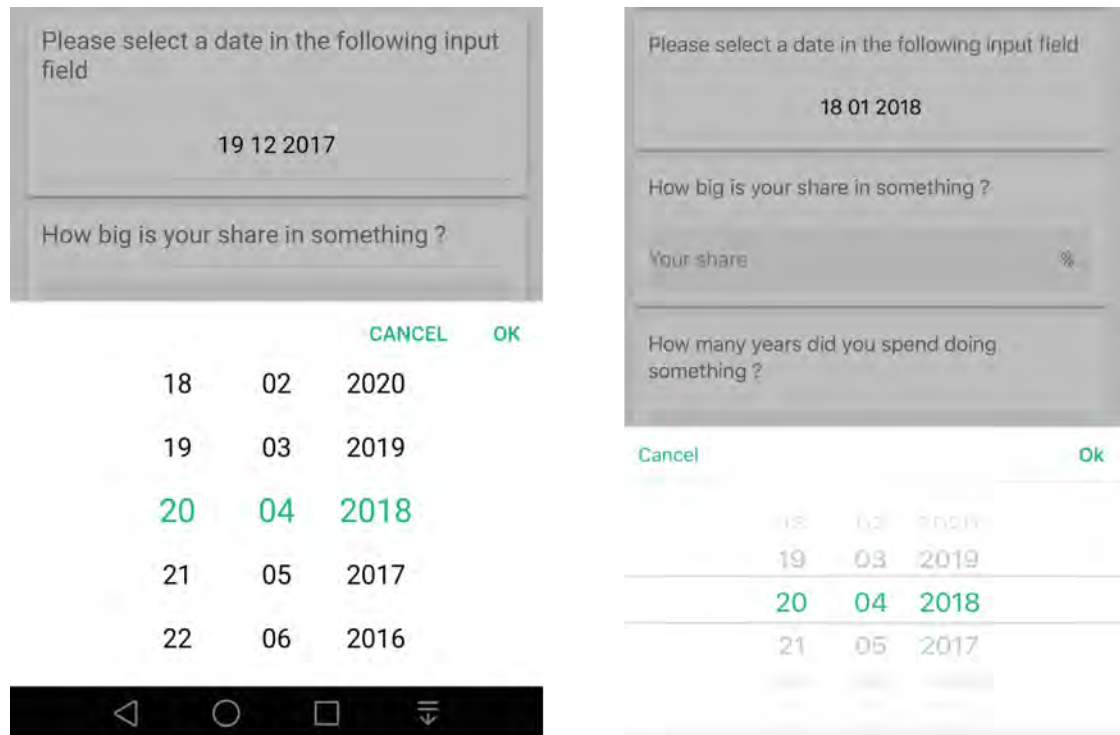 Please select a date in the following input
field
19 12 2017
How big is your share in something ?
CANCEL OK
18 02 2020
19 03 2019
20 04 2018
21 05 2017
22 06 2016
Please select a date in the following input field
18 01 2018
How big is your share in something ?
Your share %
How many years did you spend doing
something ?
Cancel Ok
18 02 2020
19 03 2019
20 04 2018
21 05 2017